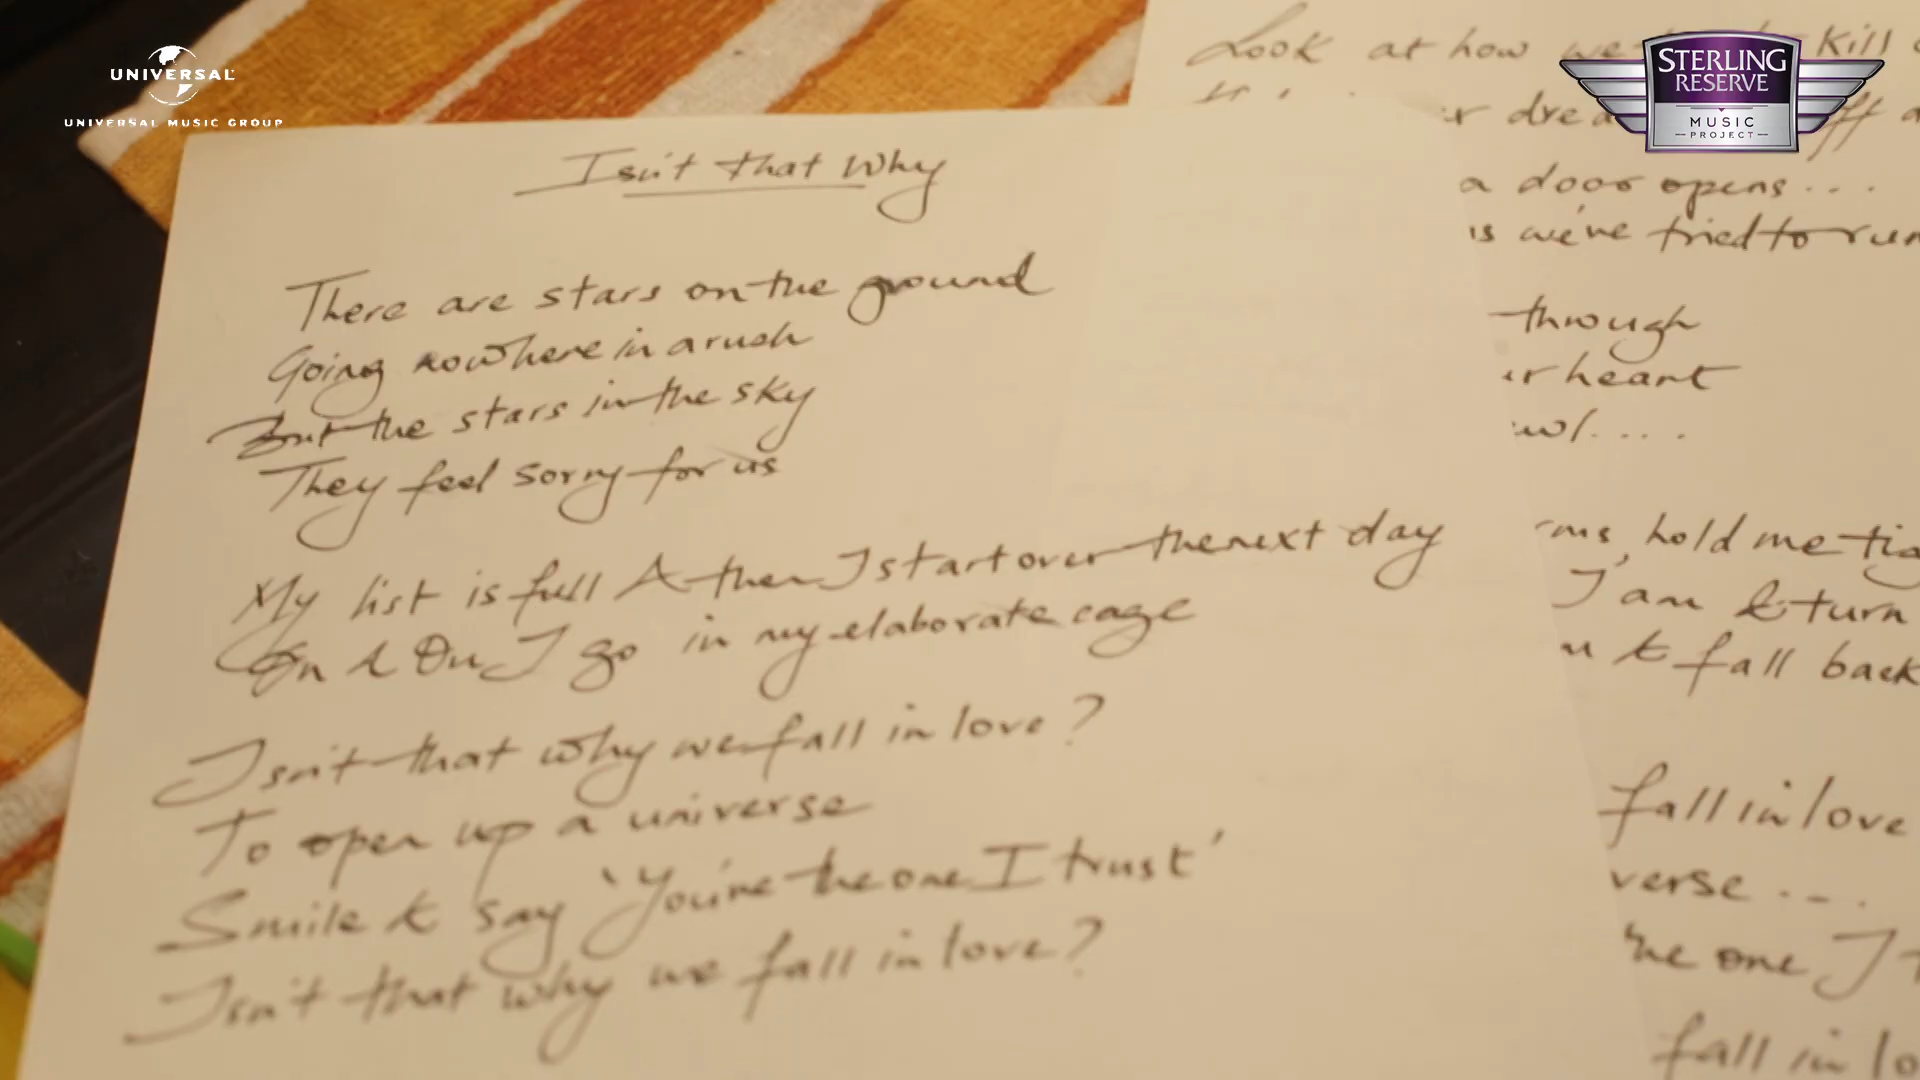 UNIVERSAL
UNIVERSAL MUSIC GROUP
STERLING
RESERVE
MUSIC
PROJECT
Isn't that Why
There are stars on the ground
Going nowhere in a rush
But the stars in the sky
They feel sorry for us
My list is full & then I start over the next day
On & On I go in my elaborate cage
Isn't that why we fall in love?
To open up a universe
Smile & say 'You're the one I trust'
Isn't that why we fall in love?
Look at how we kill
a door opens...
we've tried to run
through
heart
hold me
I am & turn
& fall back
fall in love
verse ...
one I
fall in